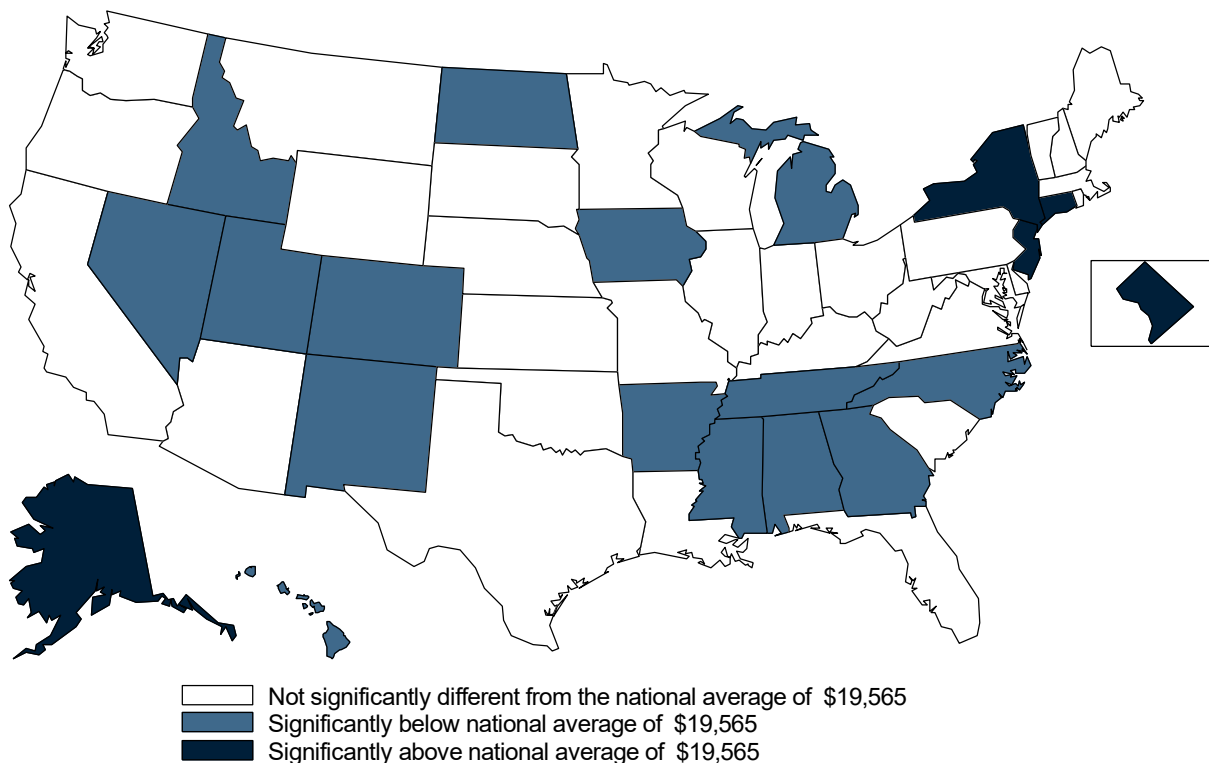 Not significantly different from the national average of $19,565
Significantly below national average of $19,565
Significantly above national average of $19,565